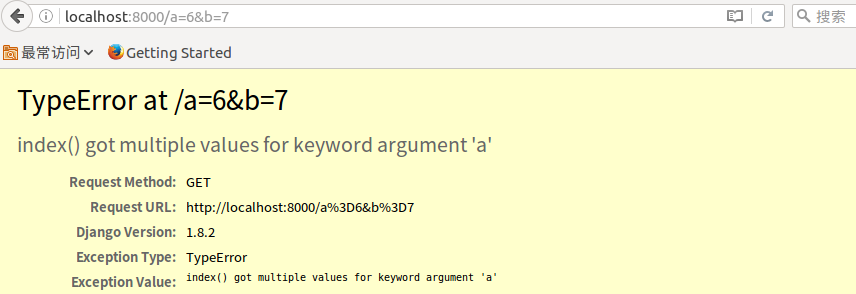 localhost:8000/a=6&b=7
搜索
最常访问
Getting Started
TypeError at /a=6&b=7
index() got multiple values for keyword argument 'a'
Request Method: GET
Request URL: http://localhost:8000/a%3D6&b%3D7
Django Version: 1.8.2
Exception Type: TypeError
Exception Value: index() got multiple values for keyword argument 'a'